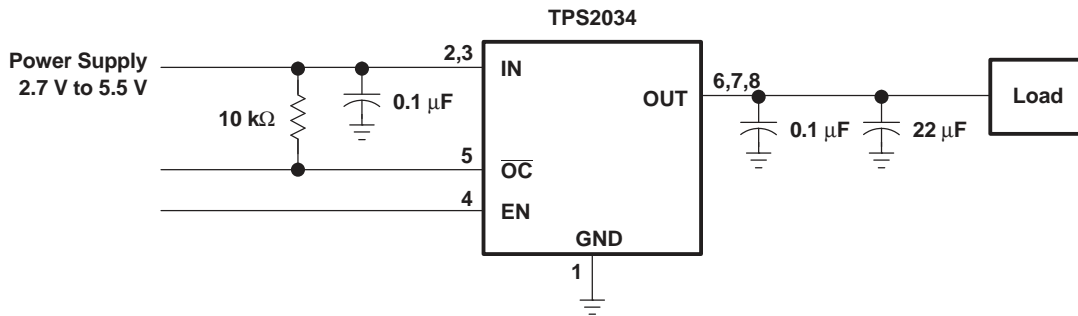 TPS2034
Power Supply
2.7 V to 5.5 V
2,3
IN
10 kΩ
0.1 μF
6,7,8
OUT
Load
0.1 μF
22 μF
5
O̅C̅
4
EN
GND
1